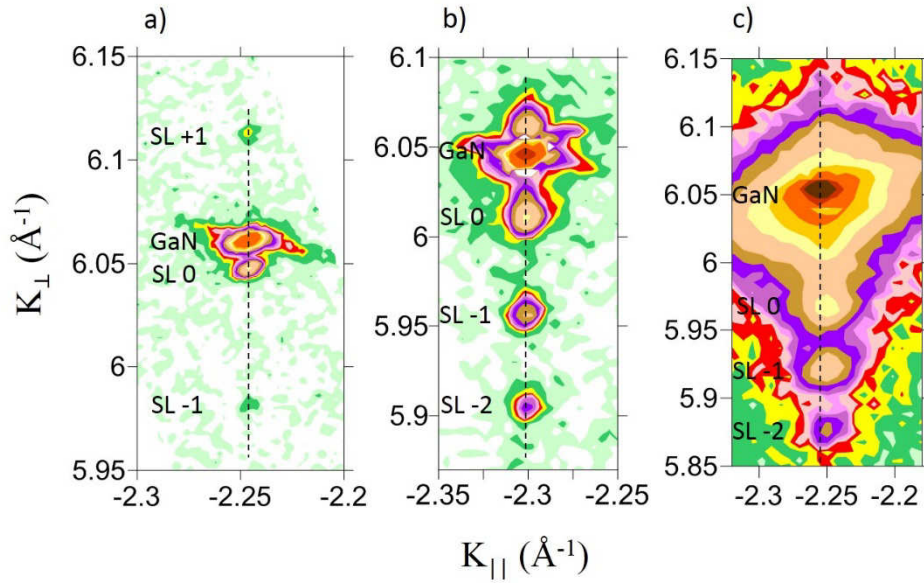 a)
6.15
6.1
6.05
6
5.95
SL +1
GaN
SL 0
SL -1
-2.3
-2.25
-2.2
b)
6.1
6.05
6
5.95
5.9
GaN
SL 0
SL -1
SL -2
-2.35
-2.3
-2.25
c)
6.15
6.1
6.05
6
5.95
5.9
5.85
GaN
SL 0
SL -1
SL -2
-2.3
-2.25
-2.2
K⊥ (Å-1)
K|| (Å-1)